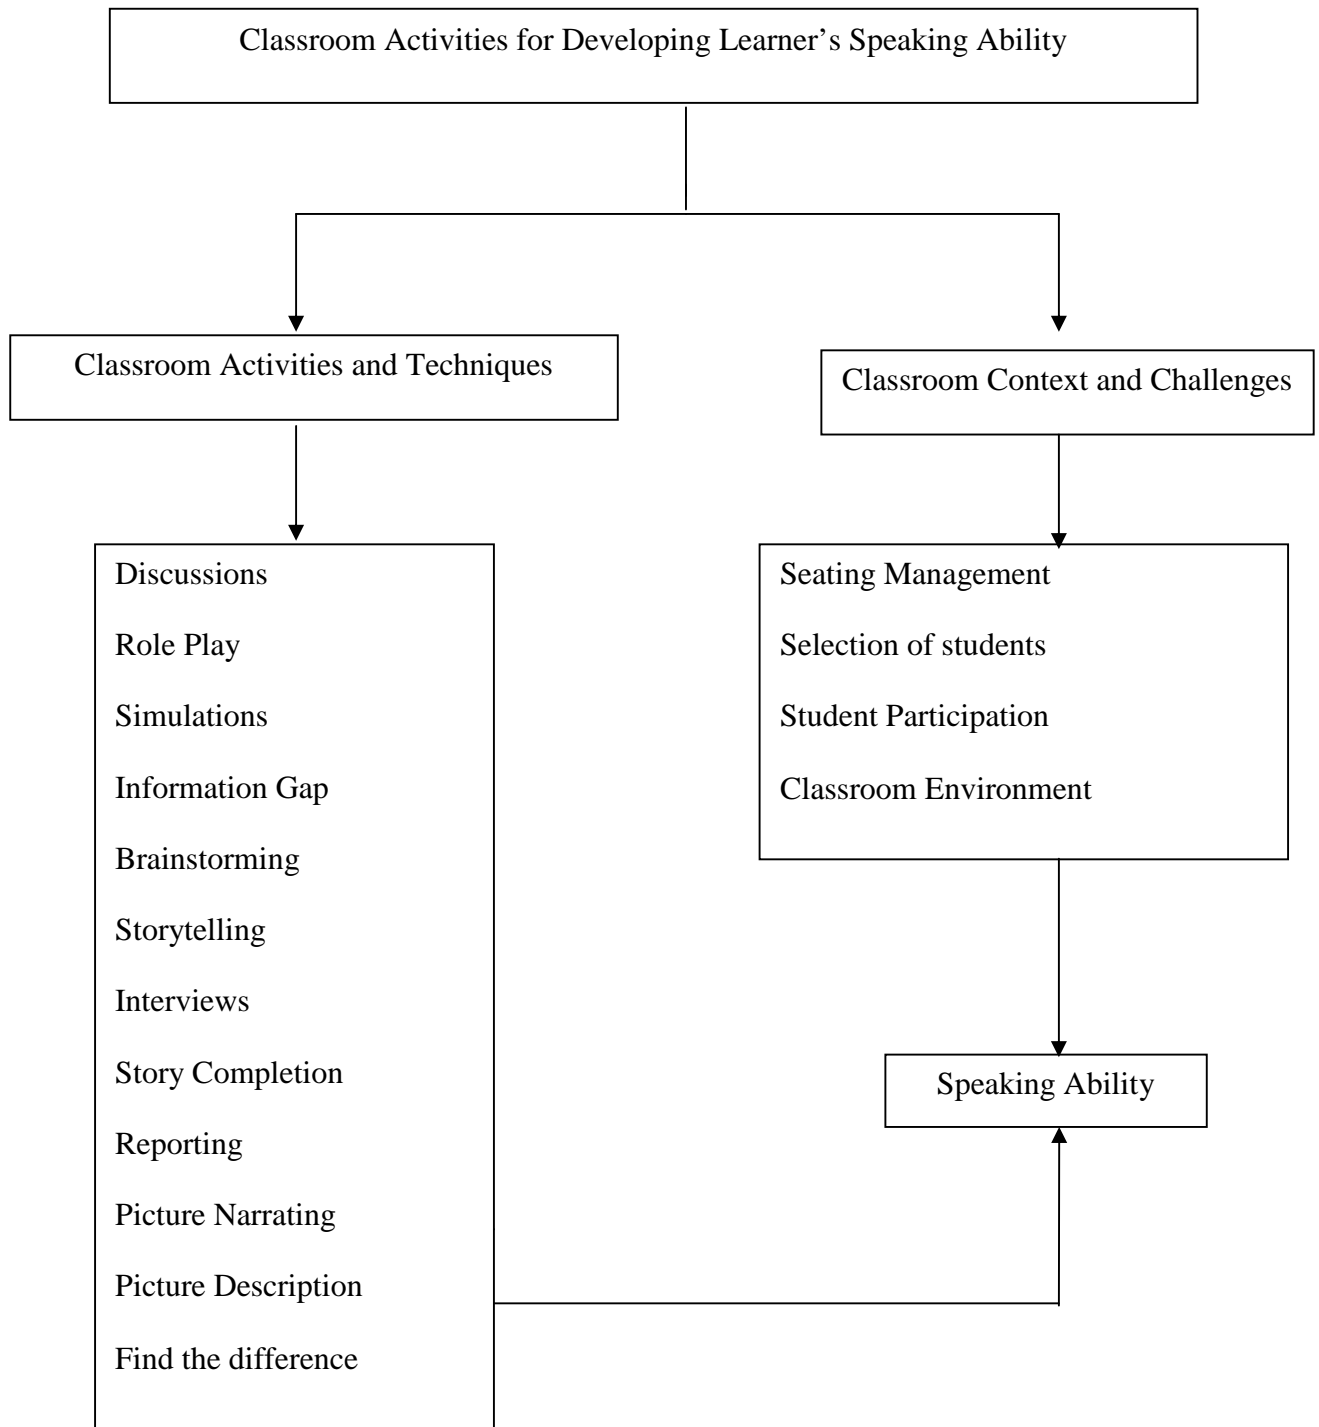 Classroom Activities for Developing Learner’s Speaking Ability
Classroom Activities and Techniques
Classroom Context and Challenges
Discussions
Role Play
Simulations
Information Gap
Brainstorming
Storytelling
Interviews
Story Completion
Reporting
Picture Narrating
Picture Description
Find the difference
Seating Management
Selection of students
Student Participation
Classroom Environment
Speaking Ability